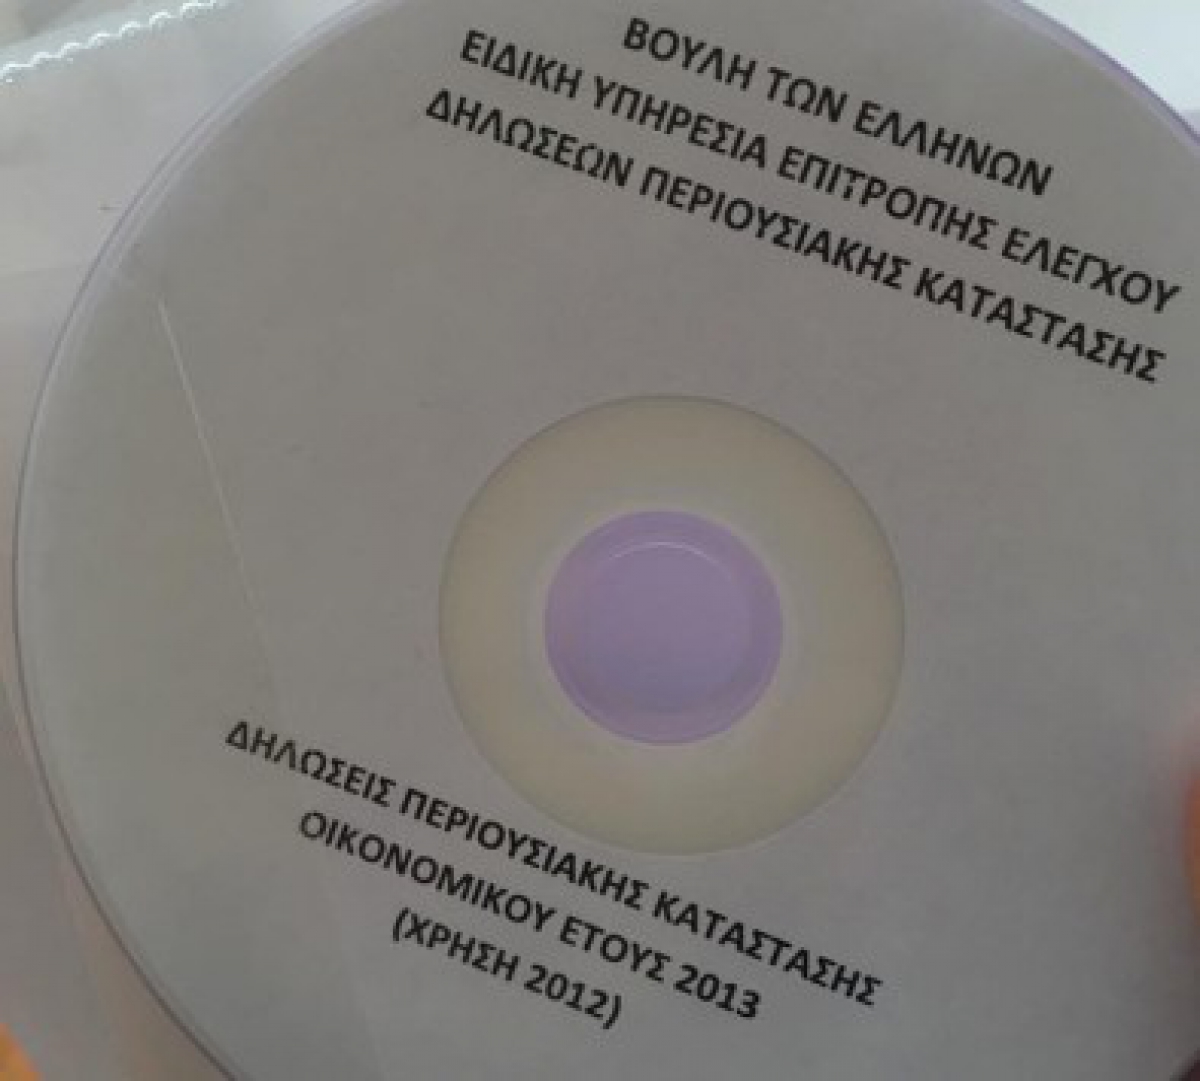 ΒΟΥΛΗ ΤΩΝ ΕΛΛΗΝΩΝ
ΕΙΔΙΚΗ ΥΠΗΡΕΣΙΑ ΕΠΙΤΡΟΠΗΣ ΕΛΕΓΧΟΥ
ΔΗΛΩΣΕΩΝ ΠΕΡΙΟΥΣΙΑΚΗΣ ΚΑΤΑΣΤΑΣΗΣ
ΔΗΛΩΣΕΙΣ ΠΕΡΙΟΥΣΙΑΚΗΣ ΚΑΤΑΣΤΑΣΗΣ
ΟΙΚΟΝΟΜΙΚΟΥ ΕΤΟΥΣ 2013
(ΧΡΗΣΗ 2012)